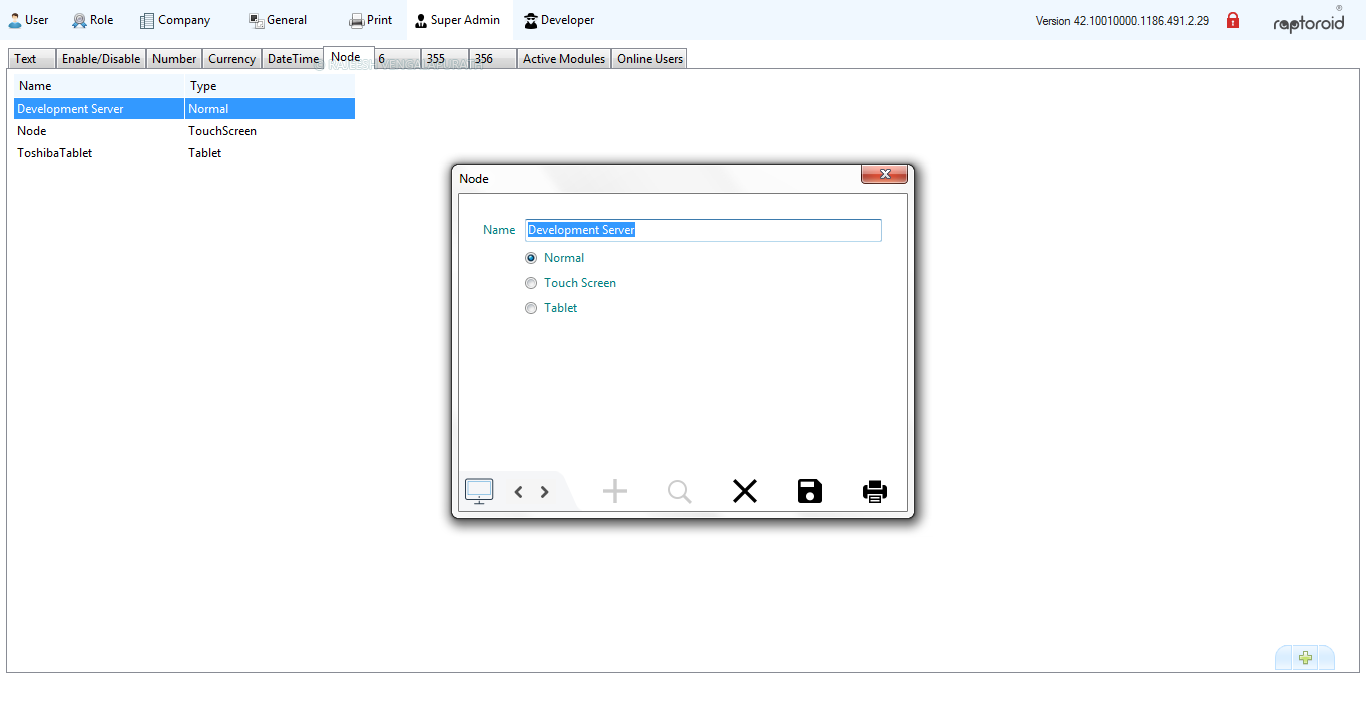 User Role Company General Print Super Admin Developer Version 42.10010000.1186.491.2.29 raptoroid®
Text Enable/Disable Number Currency DateTime Node 6 355 356 Active Modules Online Users
© RAJEESH VENGALAPURATH
Name Type
Development Server Normal
Node TouchScreen
ToshibaTablet Tablet
Node
Name Development Server
Normal
Touch Screen
Tablet